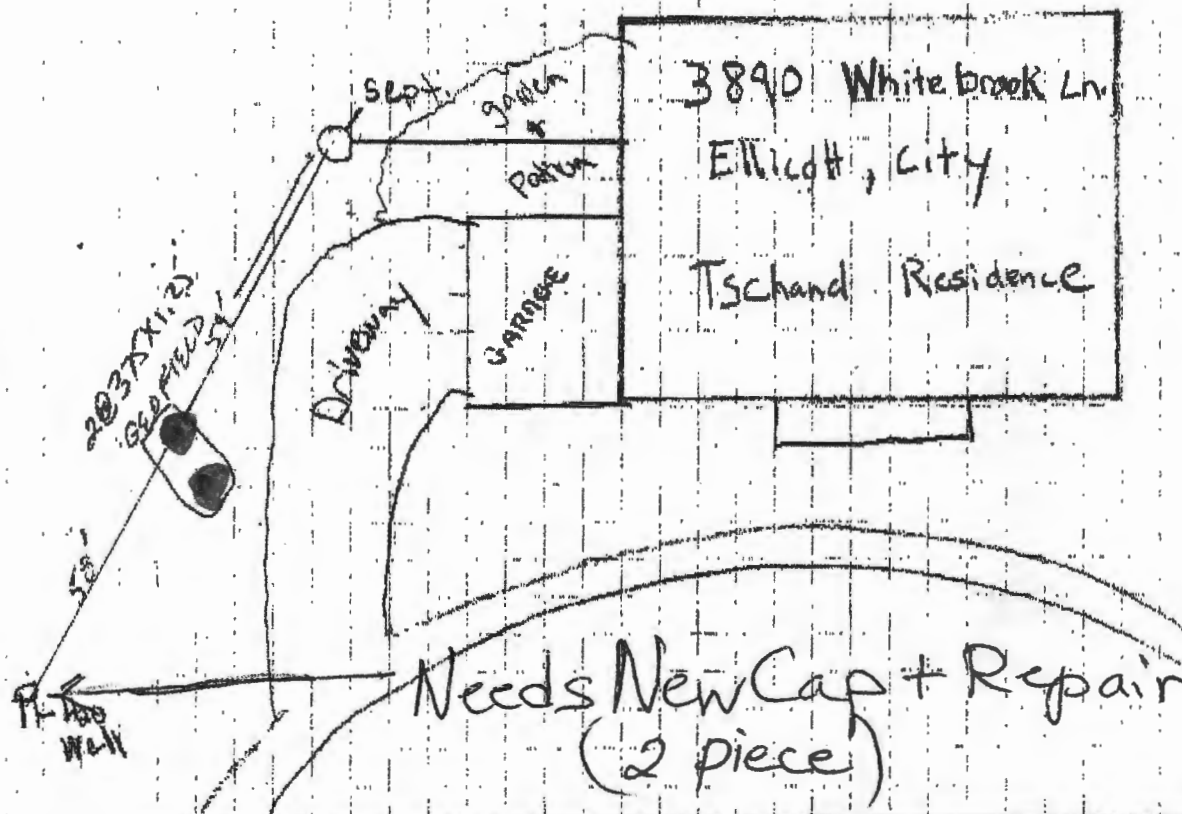 Sept.
garden
3890 Whitebrook Ln.
Ellicott, City
Tschand Residence
GARAGE
Driveway
GEO FIELD
58'
Needs New Cap + Repair
(2 piece)
H2O
Well